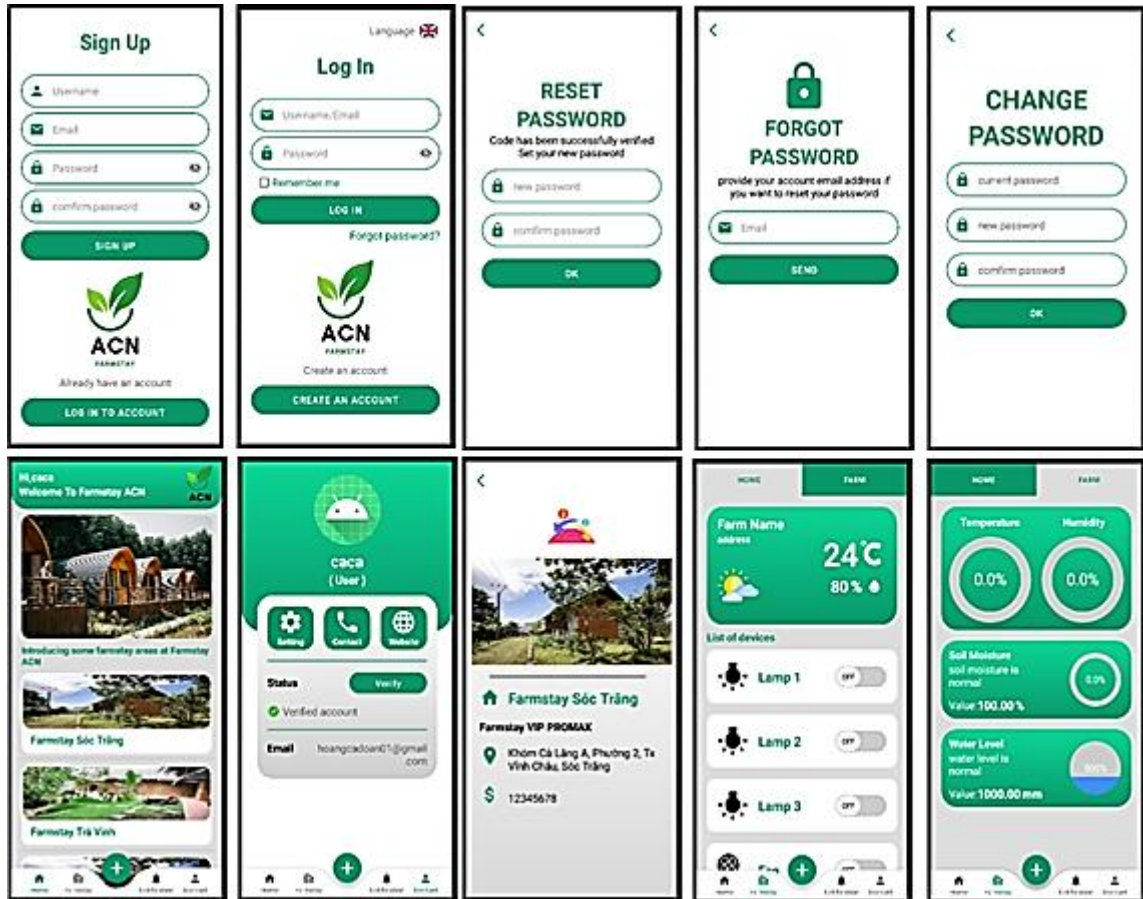 Sign Up
Username
Email
Password
comfirm password
SIGN UP
ACN
FARMSTAY
Already have an account
LOG IN TO ACCOUNT
Language
Log In
Username/Email
Password
Remember me
LOG IN
Forgot password?
ACN
FARMSTAY
Create an account
CREATE AN ACCOUNT
RESET
PASSWORD
Code has been successfully verified
Set your new password
new password
comfirm password
OK
FORGOT
PASSWORD
provide your account email address if
you want to reset your password
Email
SEND
CHANGE
PASSWORD
current password
new password
comfirm password
OK
Hi,caca
Welcome To Farmstay ACN
ACN
Introducing some farmstay areas at Farmstay
ACN
Farmstay Sóc Trăng
Farmstay Trà Vinh
Home
caca
(User)
Setting
Contact
Website
Status
Verify
Verified account
Email
hoangcadoan01@gmail
.com
Farmstay Sóc Trăng
Farmstay VIP PROMAX
Khóm Cà Lăng A, Phường 2, Tx
Vĩnh Châu, Sóc Trăng
$ 12345678
HOME
FARM
Farm Name
address
24°C
80 %
List of devices
Lamp 1
OFF
Lamp 2
OFF
Lamp 3
OFF
Fan
HOME
FARM
Temperature
Humidity
0.0%
0.0%
Soil Moisture
soil moisture is
normal
Value:100.00 %
0.0%
Water Level
water level is
normal
Value:1000.00 mm